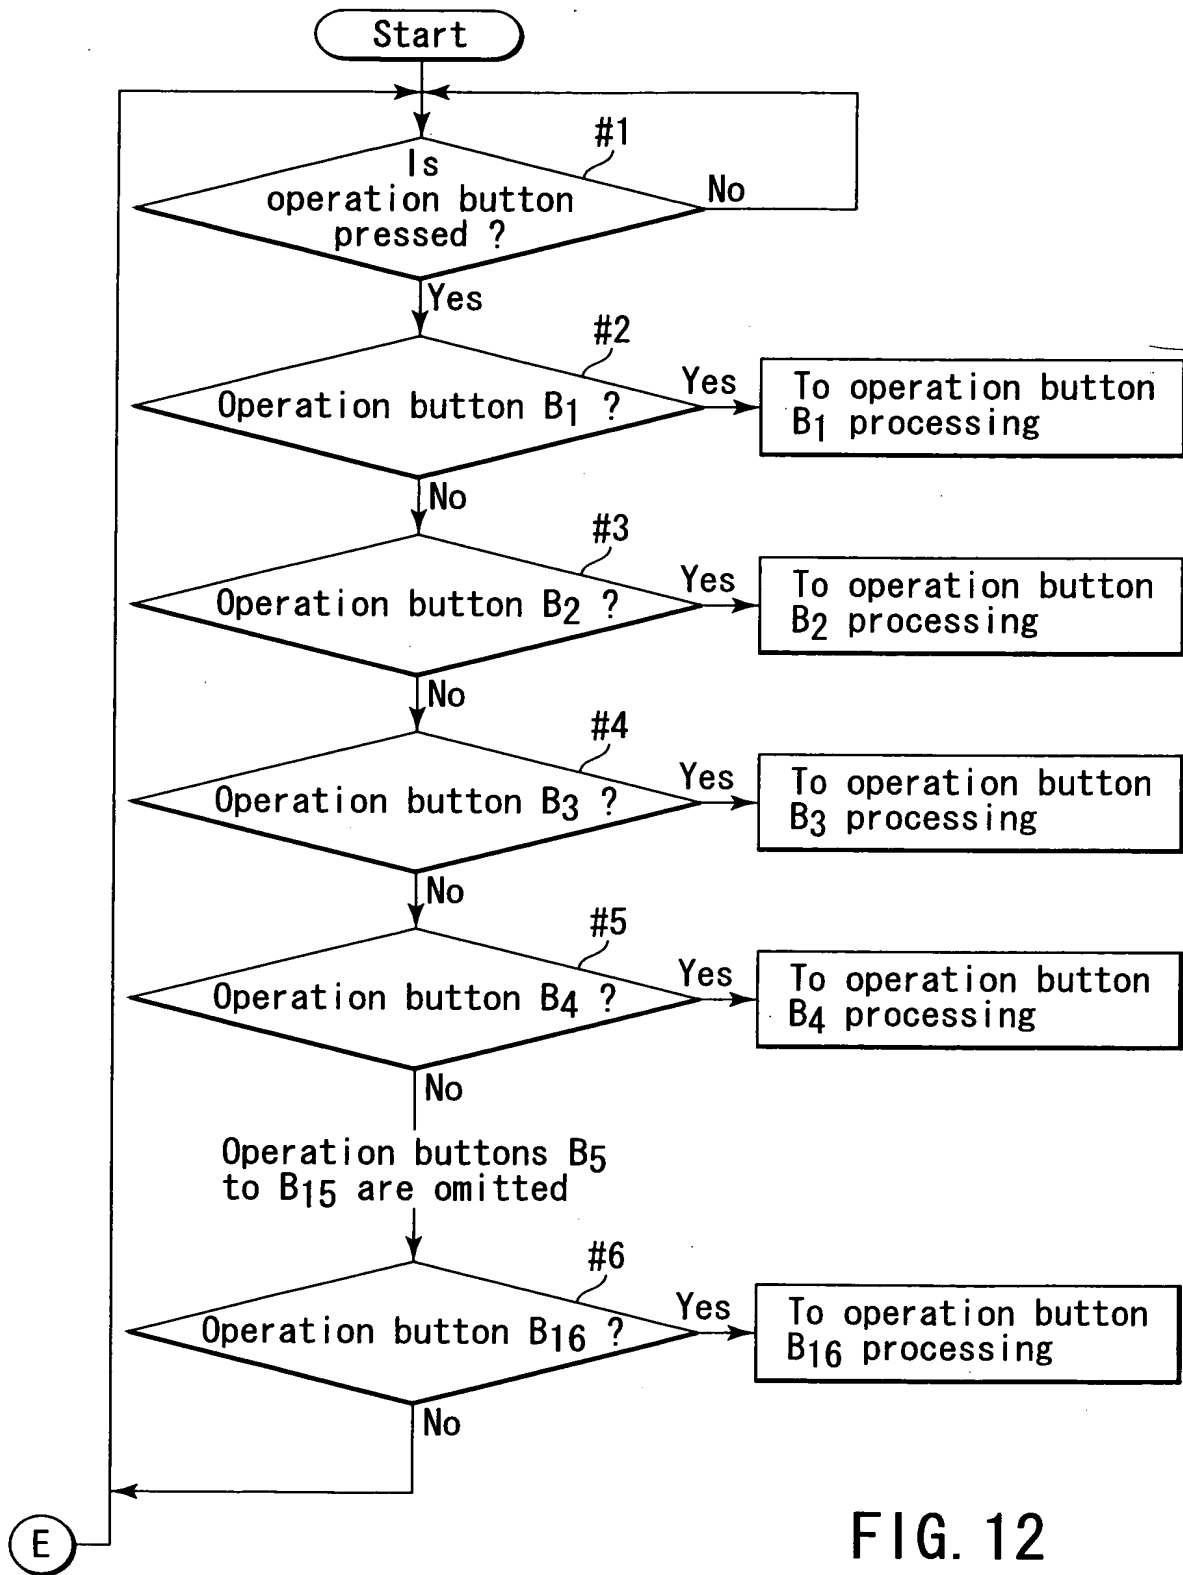 Start
#1
Is
operation button
pressed ?
No
Yes
#2
Operation button B1 ?
Yes
To operation button
B1 processing
No
#3
Operation button B2 ?
Yes
To operation button
B2 processing
No
#4
Operation button B3 ?
Yes
To operation button
B3 processing
No
#5
Operation button B4 ?
Yes
To operation button
B4 processing
No
Operation buttons B5
to B15 are omitted
#6
Operation button B16 ?
Yes
To operation button
B16 processing
No
E
FIG. 12